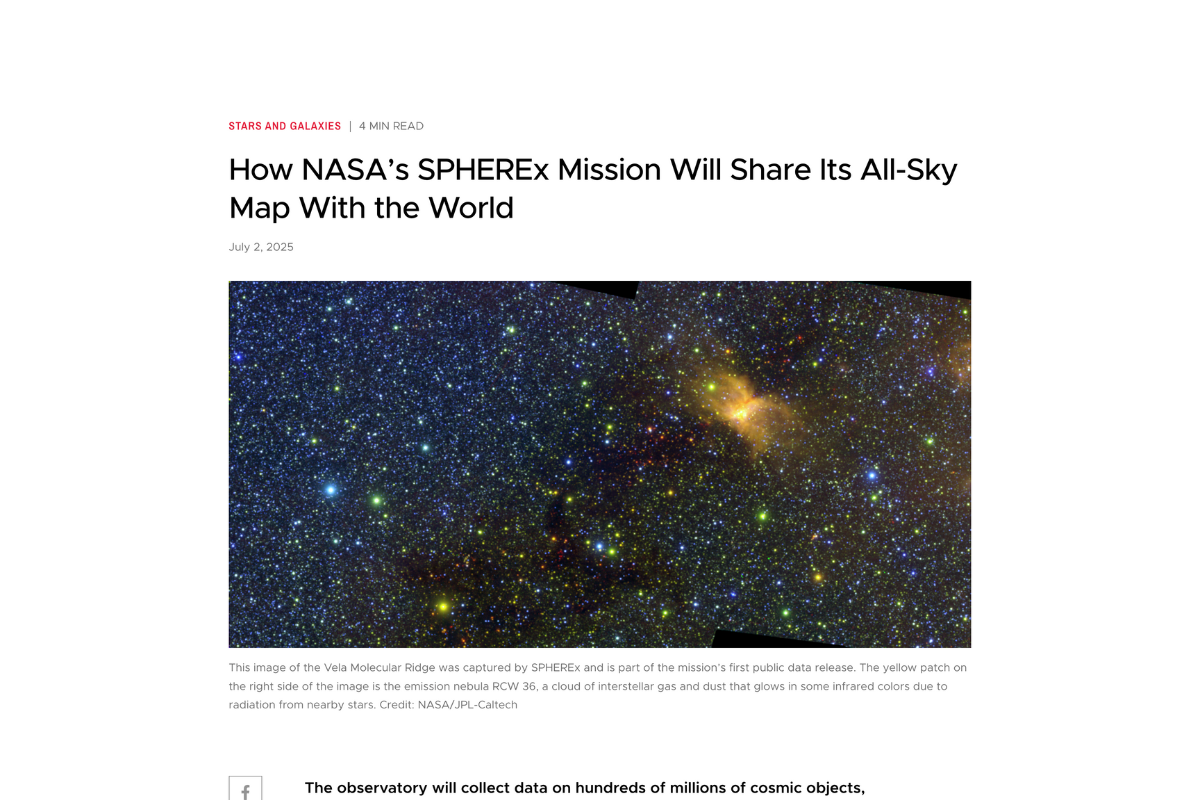 STARS AND GALAXIES | 4 MIN READ
How NASA’s SPHEREx Mission Will Share Its All-Sky
Map With the World
July 2, 2025
This image of the Vela Molecular Ridge was captured by SPHEREx and is part of the mission’s first public data release. The yellow patch on
the right side of the image is the emission nebula RCW 36, a cloud of interstellar gas and dust that glows in some infrared colors due to
radiation from nearby stars. Credit: NASA/JPL-Caltech
The observatory will collect data on hundreds of millions of cosmic objects,